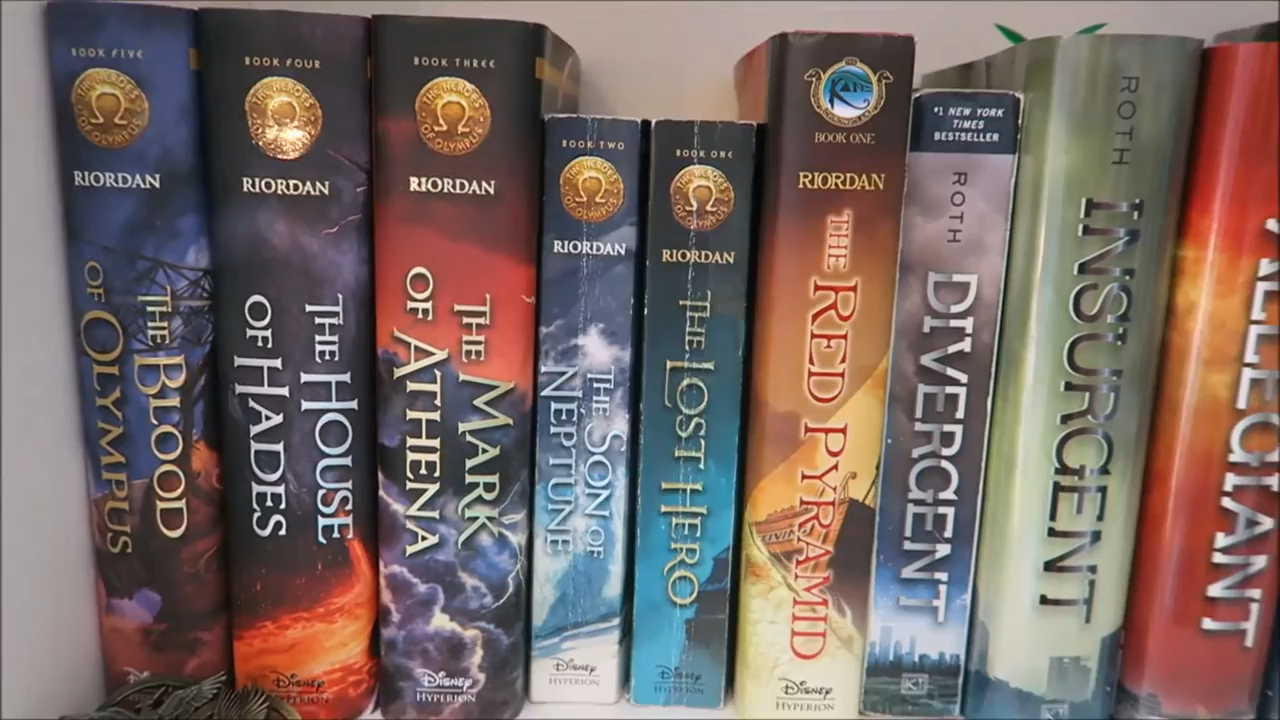 BOOK FIVE
THE HEROES
OF OLYMPUS
RIORDAN
THE BLOOD
OF OLYMPUS
BOOK FOUR
THE HEROES
OF OLYMPUS
RIORDAN
THE HOUSE
OF HADES
DISNEY
HYPERION
BOOK THREE
THE HEROES
OF OLYMPUS
RIORDAN
THE MARK
OF ATHENA
DISNEY
HYPERION
BOOK TWO
THE HEROES
OF OLYMPUS
RIORDAN
THE SON OF
NEPTUNE
DISNEY
HYPERION
BOOK ONE
THE HEROES
OF OLYMPUS
RIORDAN
THE LOST HERO
DISNEY
HYPERION
KANE
BOOK ONE
RIORDAN
THE RED PYRAMID
DISNEY
HYPERION
#1 NEW YORK
TIMES
BESTSELLER
ROTH
DIVERGENT
ROTH
INSURGENT
ALLEGIANT